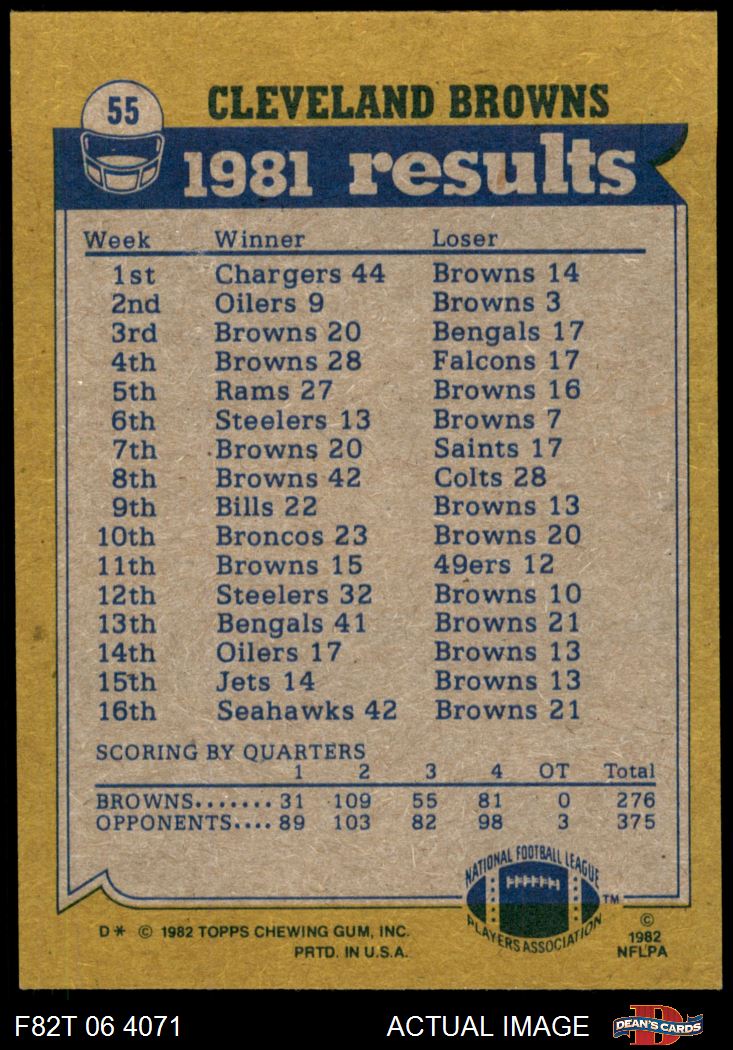 55
CLEVELAND BROWNS
1981 results
Week Winner Loser
1st Chargers 44 Browns 14
2nd Oilers 9 Browns 3
3rd Browns 20 Bengals 17
4th Browns 28 Falcons 17
5th Rams 27 Browns 16
6th Steelers 13 Browns 7
7th Browns 20 Saints 17
8th Browns 42 Colts 28
9th Bills 22 Browns 13
10th Broncos 23 Browns 20
11th Browns 15 49ers 12
12th Steelers 32 Browns 10
13th Bengals 41 Browns 21
14th Oilers 17 Browns 13
15th Jets 14 Browns 13
16th Seahawks 42 Browns 21
SCORING BY QUARTERS
1 2 3 4 OT Total
BROWNS....... 31 109 55 81 0 276
OPPONENTS.... 89 103 82 98 3 375
NATIONAL FOOTBALL LEAGUE
PLAYERS ASSOCIATION
TM
D* © 1982 TOPPS CHEWING GUM, INC.
PRTD. IN U.S.A.
©
1982
NFLPA
F82T 06 4071 ACTUAL IMAGE
D
DEAN'S CARDS